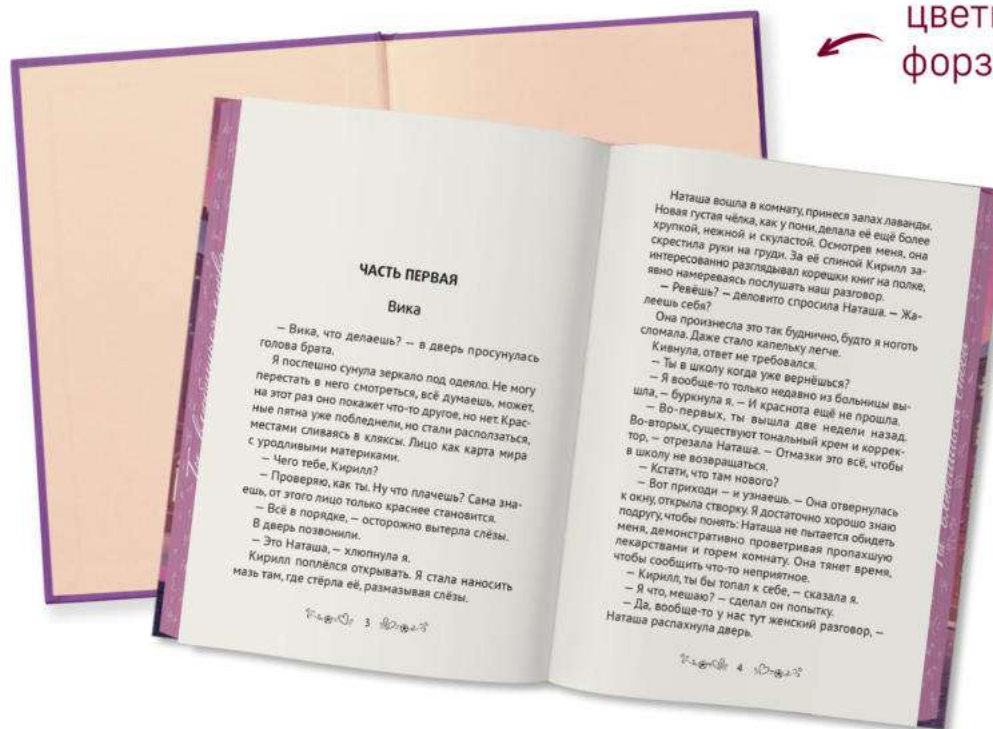 цветн
форз
ЧАСТЬ ПЕРВАЯ
Вика
— Вика, что делаешь? — в дверь просунулась
голова брата.
Я поспешно сунула зеркало под одеяло. Не могу
перестать в него смотреться, всё думаешь, может,
на этот раз оно покажет что-то другое, но нет. Крас-
ные пятна уже побледнели, но стали расползаться,
местами сливаясь в кляксы. Лицо как карта мира
с уродливыми материками.
— Чего тебе, Кирилл?
— Проверяю, как ты. Ну что плачешь? Сама зна-
ешь, от этого лицо только краснее становится.
— Всё в порядке, — осторожно вытерла слёзы.
В дверь позвонили.
— Это Наташа, — хлюпнула я.
Кирилл поплёлся открывать. Я стала наносить
мазь там, где стёрла её, размазывая слёзы.
3
Наташа вошла в комнату, принеся запах лаванды.
Новая густая чёлка, как у пони, делала её ещё более
хрупкой, нежной и скуластой. Осмотрев меня, она
скрестила руки на груди. За её спиной Кирилл за-
интересованно разглядывал корешки книг на полке,
явно намереваясь послушать наш разговор.
— Ревёшь? — деловито спросила Наташа. — Жа-
леешь себя?
Она произнесла это так буднично, будто я ноготь
сломала. Даже стало капельку легче.
Кивнула, ответ не требовался.
— Ты в школу когда уже вернёшься?
— Я вообще-то только недавно из больницы вы-
шла, — буркнула я. — И краснота ещё не прошла.
— Во-первых, ты вышла две недели назад.
Во-вторых, существуют тональный крем и коррек-
тор, — отрезала Наташа. — Отмазки это всё, чтобы
в школу не возвращаться.
— Кстати, что там нового?
— Вот приходи — и узнаешь. — Она отвернулась
к окну, открыла створку. Я достаточно хорошо знаю
подругу, чтобы понять: Наташа не пытается обидеть
меня, демонстративно проветривая пропахшую
лекарствами и горем комнату. Она тянет время,
чтобы сообщить что-то неприятное.
— Кирилл, ты бы топал к себе, — сказала я.
— Я что, мешаю? — сделал он попытку.
— Да, вообще-то у нас тут женский разговор, —
Наташа распахнула дверь.
4